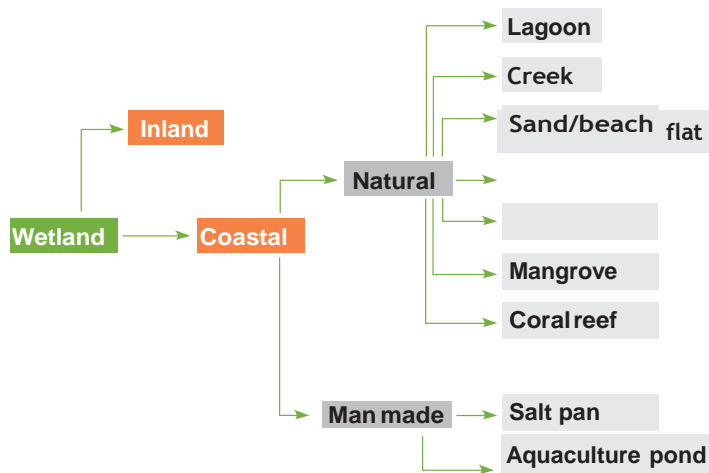 Lagoon
Creek
Sand/beach flat
Inland
Natural
Wetland
Coastal
Mangrove
Coral reef
Man made
Salt pan
Aquaculture pond